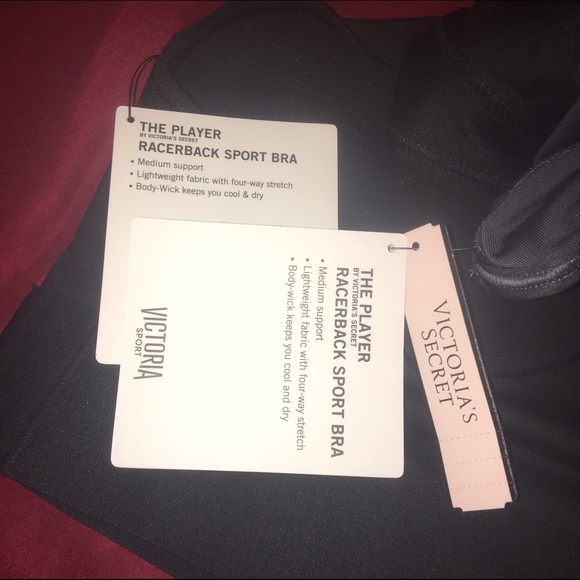 THE PLAYER
BY VICTORIA'S SECRET
RACERBACK SPORT BRA
• Medium support
• Lightweight fabric with four-way stretch
• Body-Wick keeps you cool & dry
THE PLAYER
BY VICTORIA'S SECRET
RACERBACK SPORT BRA
• Medium support
• Lightweight fabric with four-way stretch
• Body-wick keeps you cool and dry
VICTORIA
SPORT
VICTORIA'S
SECRET